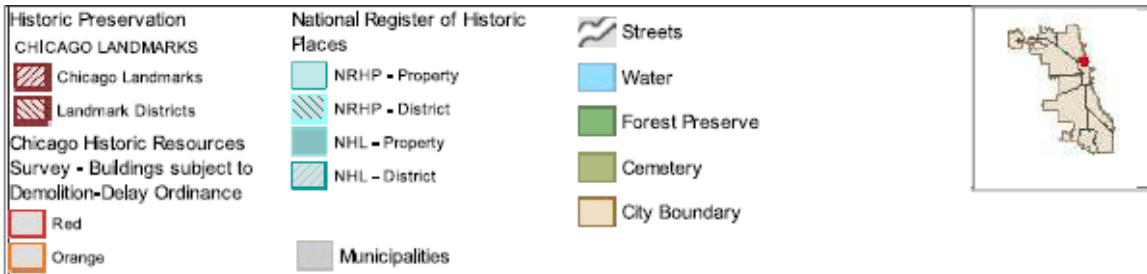 Historic Preservation
CHICAGO LANDMARKS
Chicago Landmarks
Landmark Districts
Chicago Historic Resources
Survey - Buildings subject to
Demolition-Delay Ordinance
Red
Orange
National Register of Historic
Places
NRHP - Property
NRHP - District
NHL - Property
NHL - District
Municipalities
Streets
Water
Forest Preserve
Cemetery
City Boundary